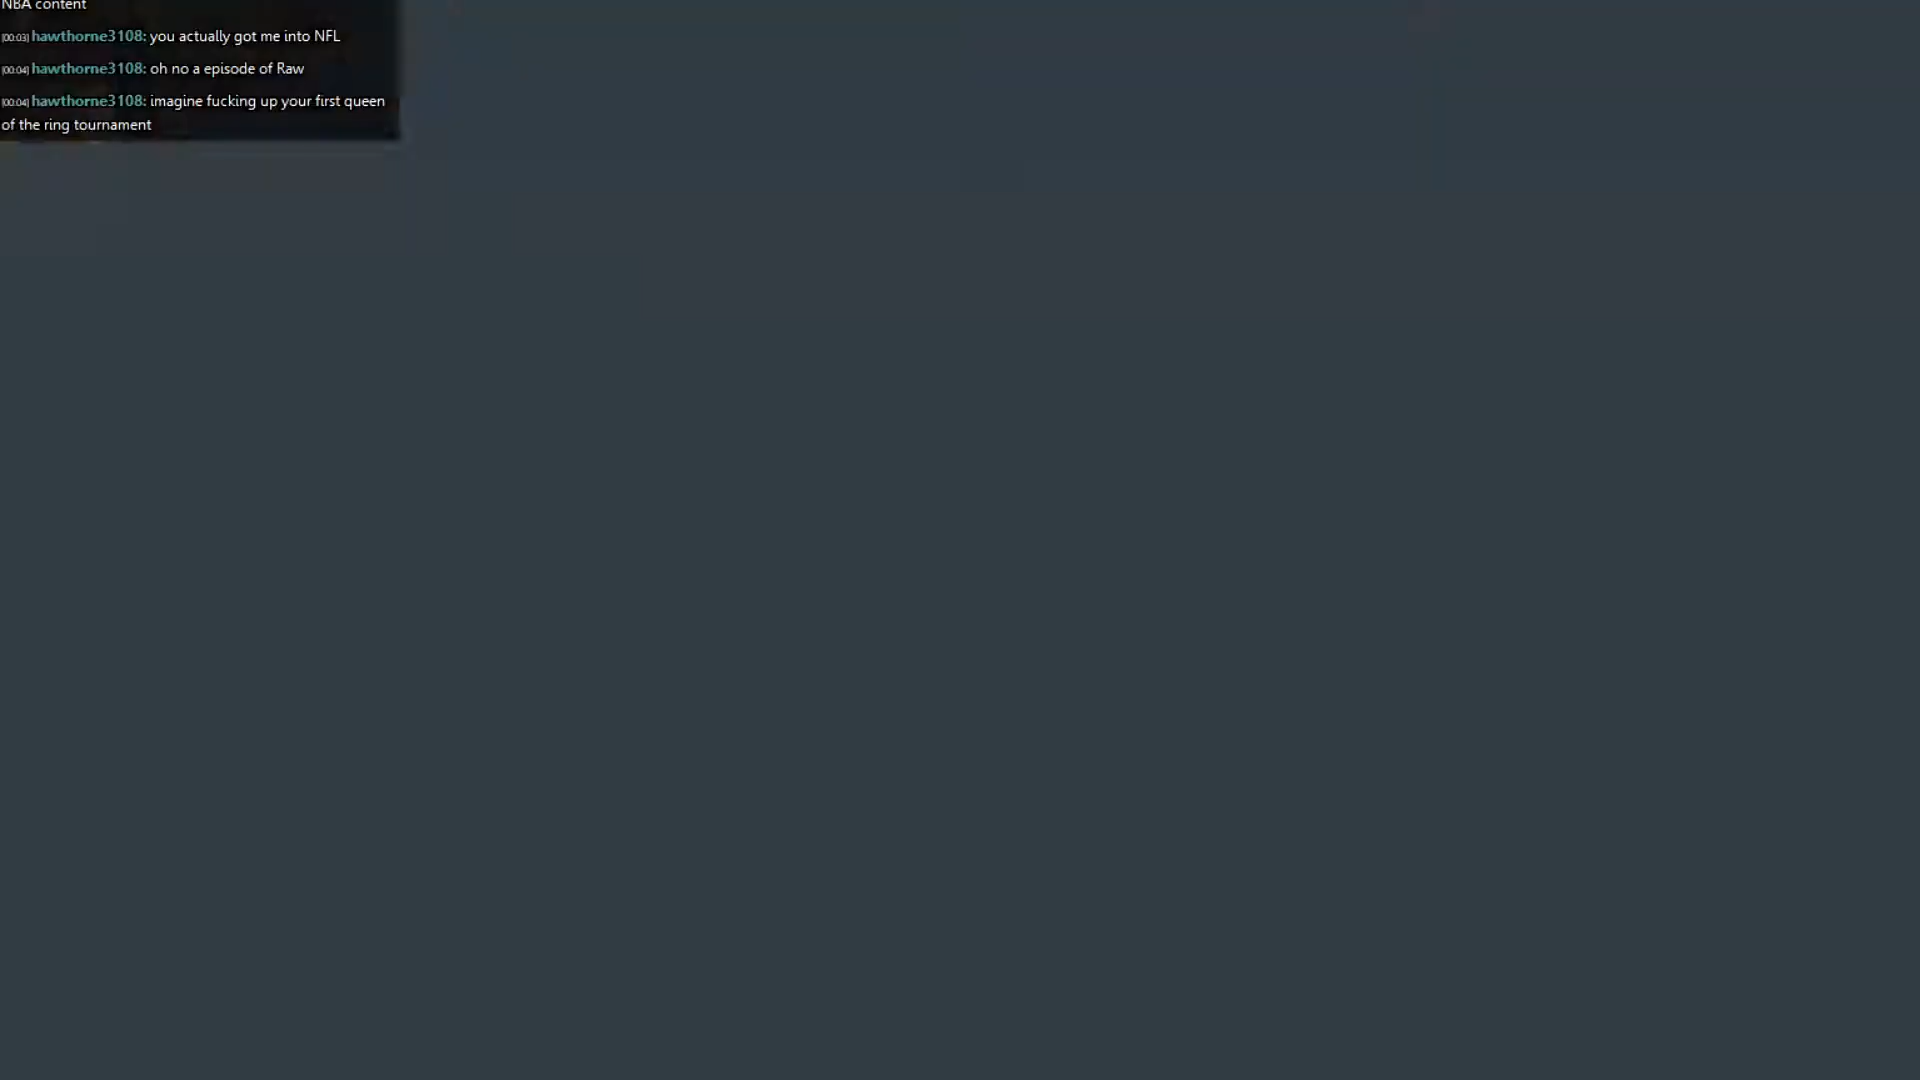 NBA content
[00:03] hawthorne3108: you actually got me into NFL
[00:04] hawthorne3108: oh no a episode of Raw
[00:04] hawthorne3108: imagine fucking up your first queen
of the ring tournament